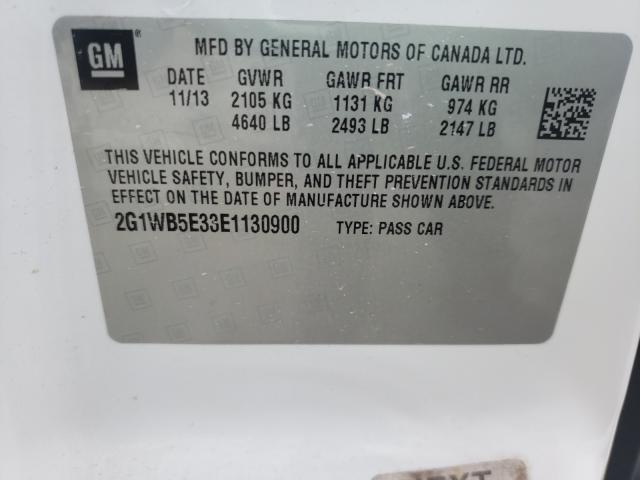 GM
MFD BY GENERAL MOTORS OF CANADA LTD.
DATE GVWR GAWR FRT GAWR RR
11/13 2105 KG 1131 KG 974 KG
4640 LB 2493 LB 2147 LB
THIS VEHICLE CONFORMS TO ALL APPLICABLE U.S. FEDERAL MOTOR
VEHICLE SAFETY, BUMPER, AND THEFT PREVENTION STANDARDS IN
EFFECT ON THE DATE OF MANUFACTURE SHOWN ABOVE.
2G1WB5E33E1130900 TYPE: PASS CAR